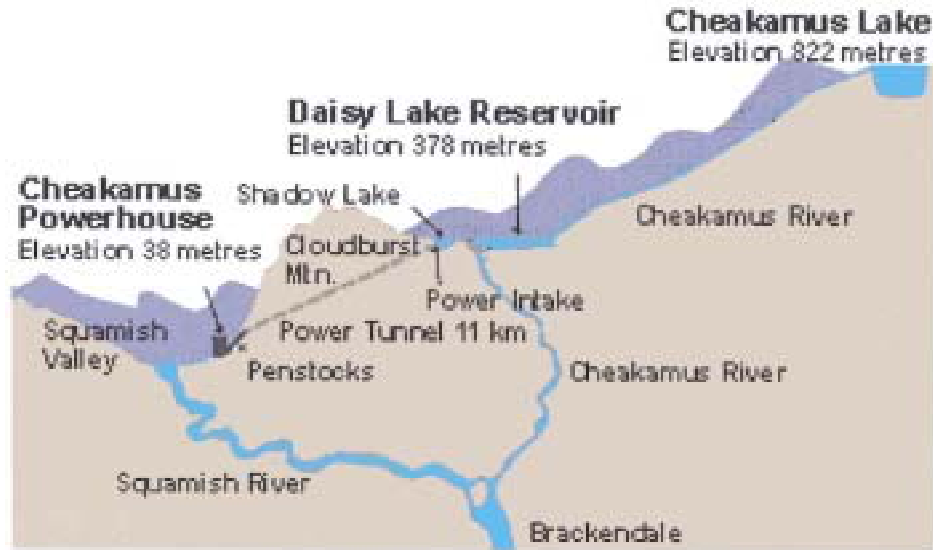 Cheakamus Lake
Elevation 822 metres
Daisy Lake Reservoir
Elevation 378 metres
Cheakamus
Powerhouse
Elevation 38 metres
Shadow Lake
Cheakamus River
Cloudburst
Mtn.
Power Intake
Squamish
Valley
Power Tunnel 11 km
Penstocks
Cheakamus River
Squamish River
Brackendale